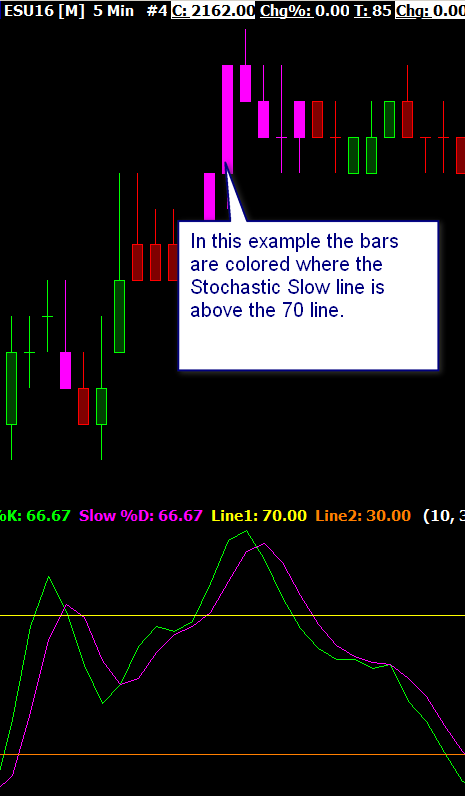 ESU16 [M] 5 Min #4 C: 2162.00 Chg%: 0.00 T: 85 Chg: 0.00
In this example the bars
are colored where the
Stochastic Slow line is
above the 70 line.
%K: 66.67 Slow %D: 66.67 Line1: 70.00 Line2: 30.00 (10, 3